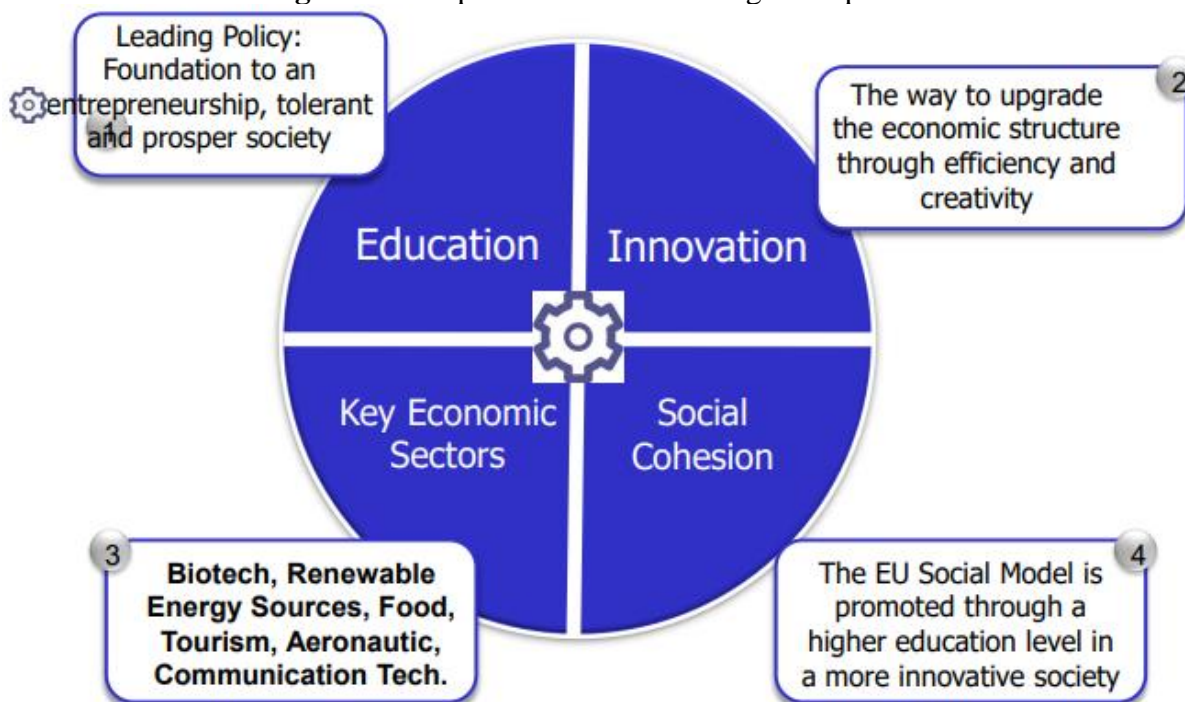 Leading Policy:
Foundation to an
entrepreneurship, tolerant
and prosper society
1
2
The way to upgrade
the economic structure
through efficiency and
creativity
Education
Innovation
Key Economic
Sectors
Social
Cohesion
3
Biotech, Renewable
Energy Sources, Food,
Tourism, Aeronautic,
Communication Tech.
4
The EU Social Model is
promoted through a
higher education level in
a more innovative society